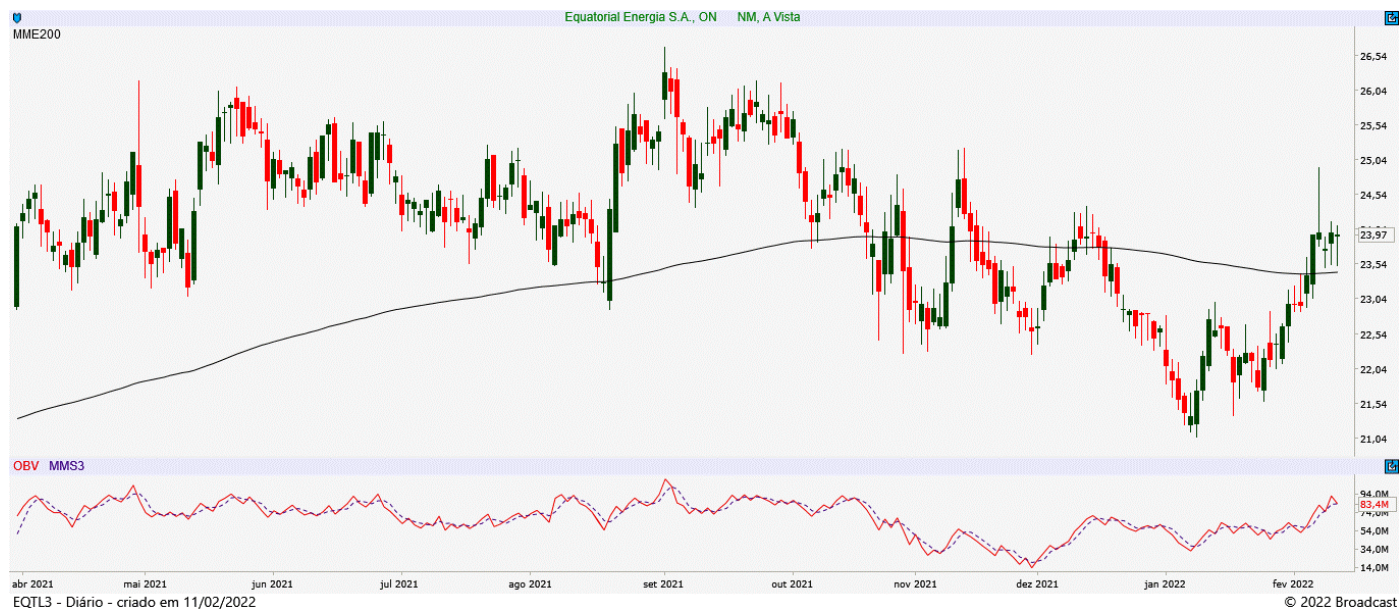 Equatorial Energia S.A., ON NM, A Vista
MME200
26,54
26,04
25,54
25,04
24,54
23,97
23,54
23,04
22,54
22,04
21,54
21,04
OBV MMS3
94,0M
83,4M
74,0M
54,0M
34,0M
14,0M
abr 2021 mai 2021 jun 2021 jul 2021 ago 2021 set 2021 out 2021 nov 2021 dez 2021 jan 2022 fev 2022
EQTL3 - Diário - criado em 11/02/2022 © 2022 Broadcast